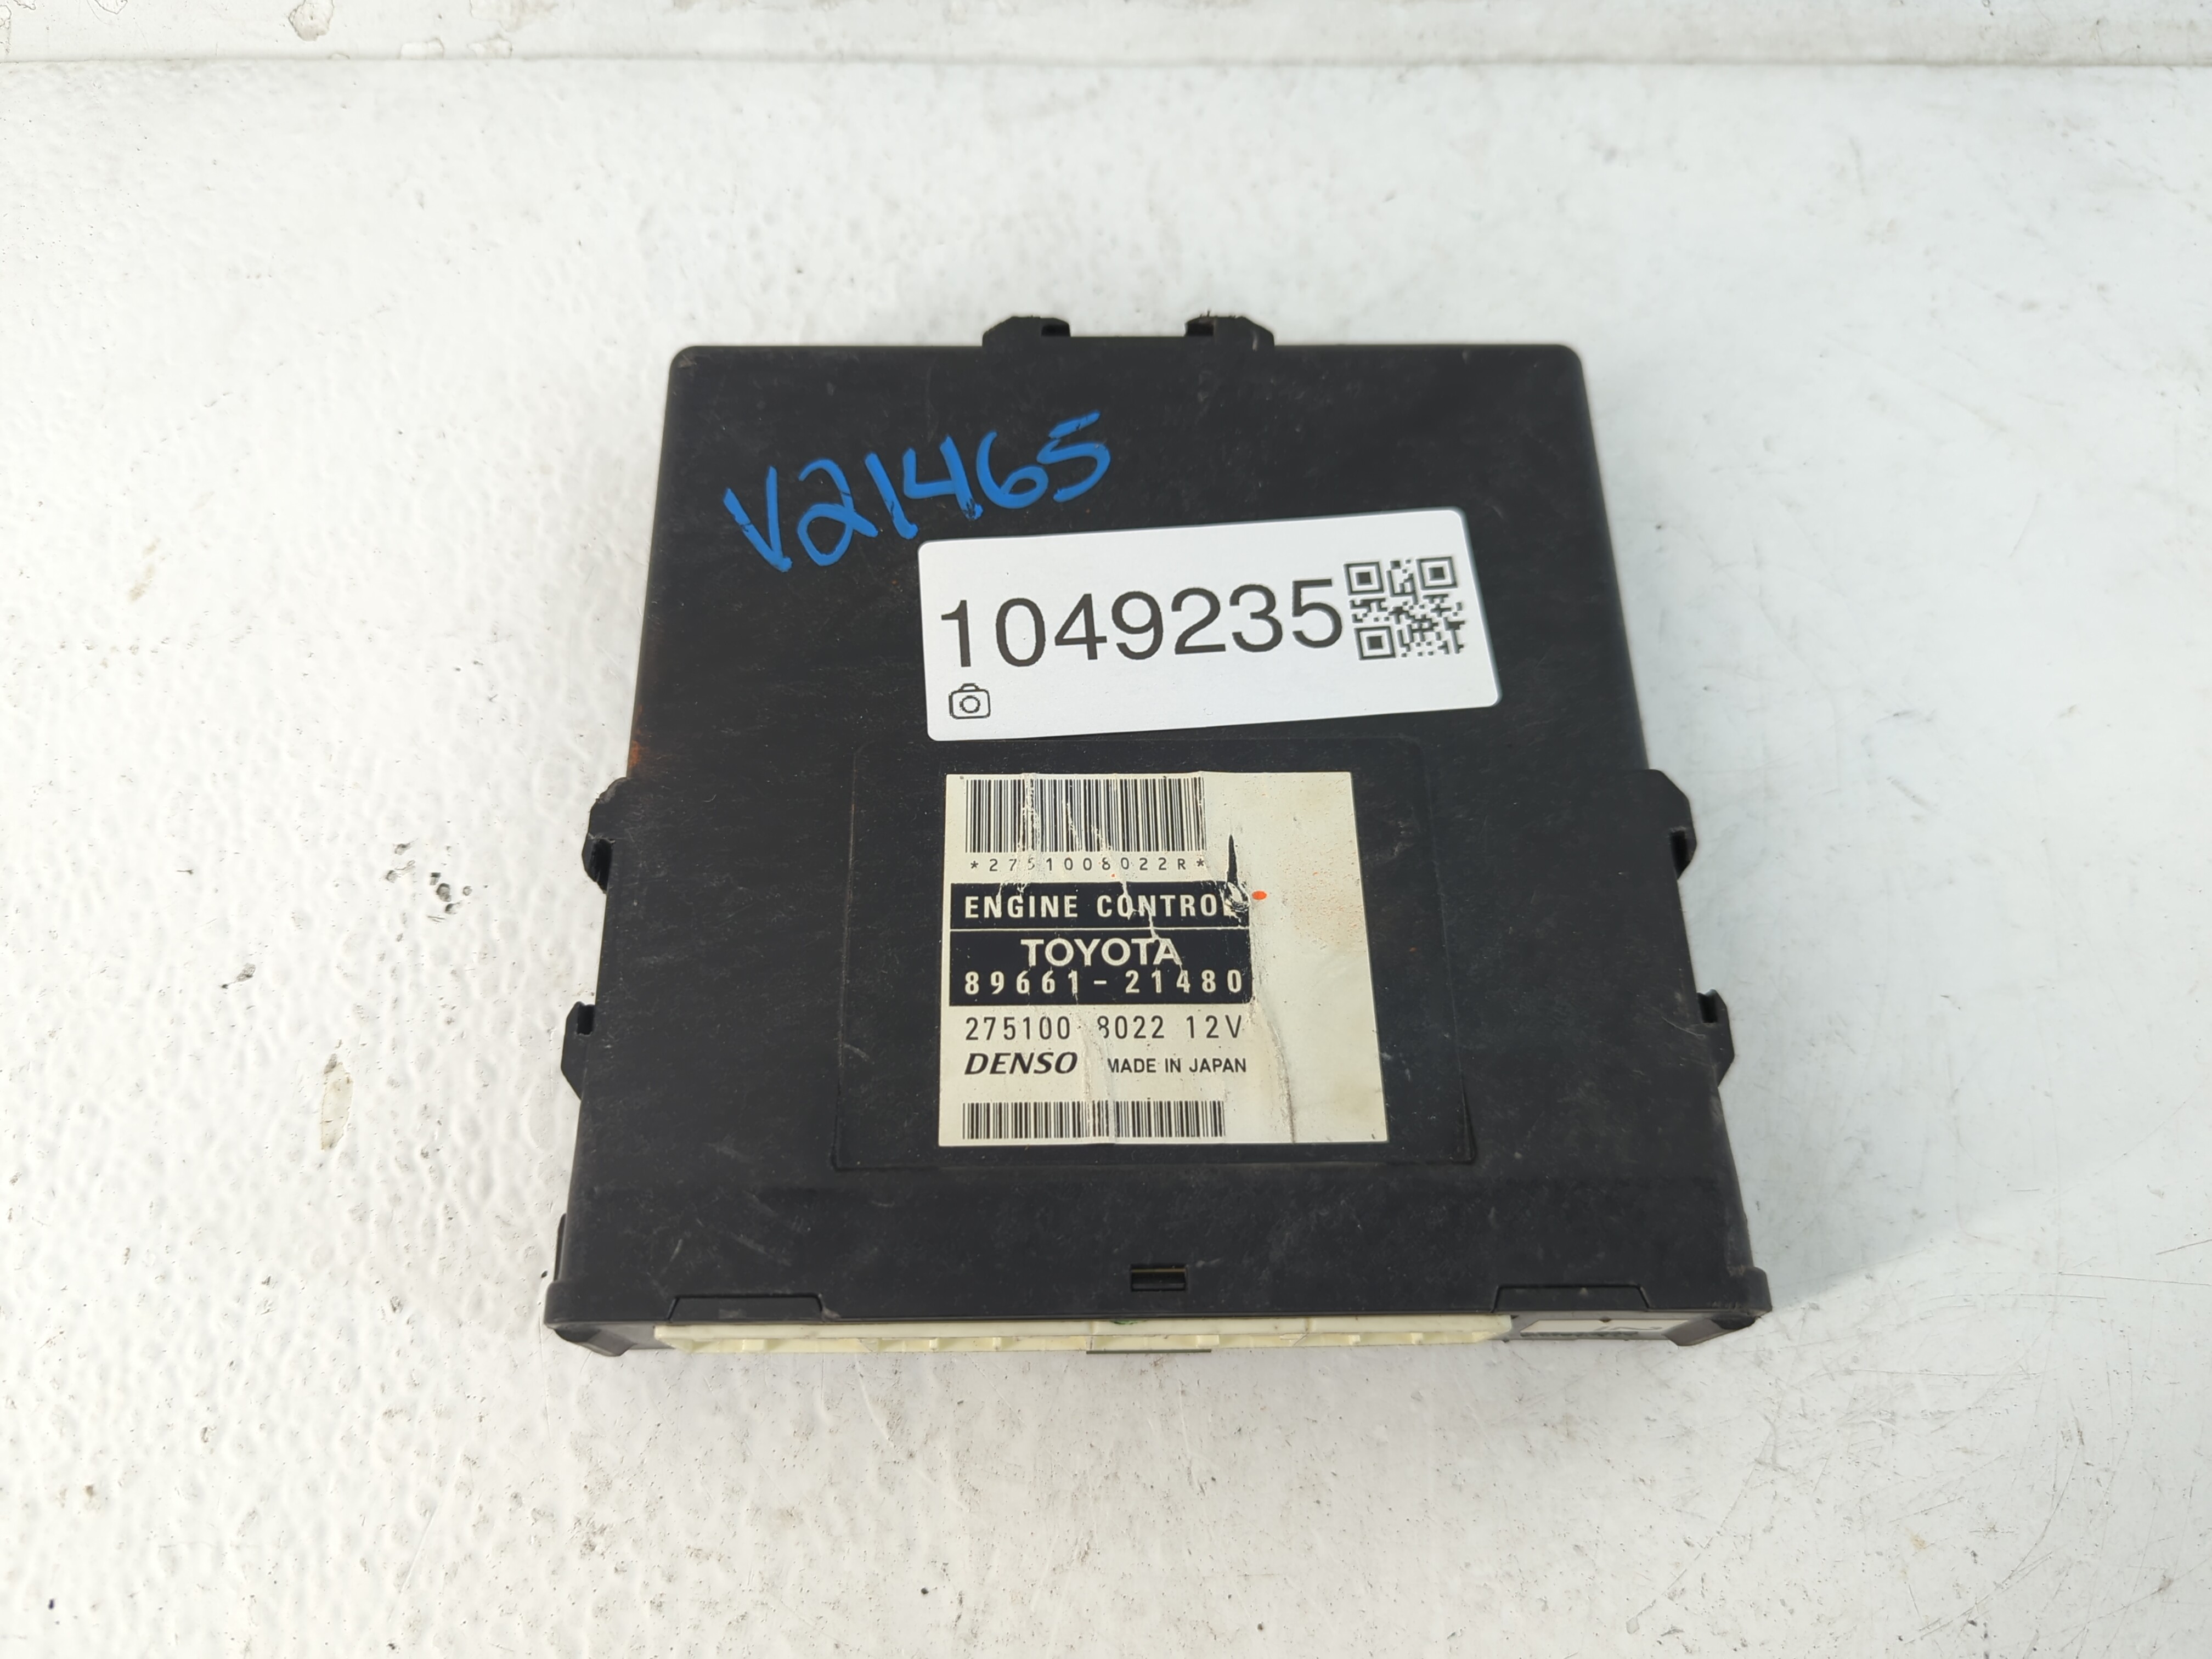 V21465
1049235
*2751008022R*
ENGINE CONTROL
TOYOTA
89661-21480
275100 8022 12V
DENSO MADE IN JAPAN